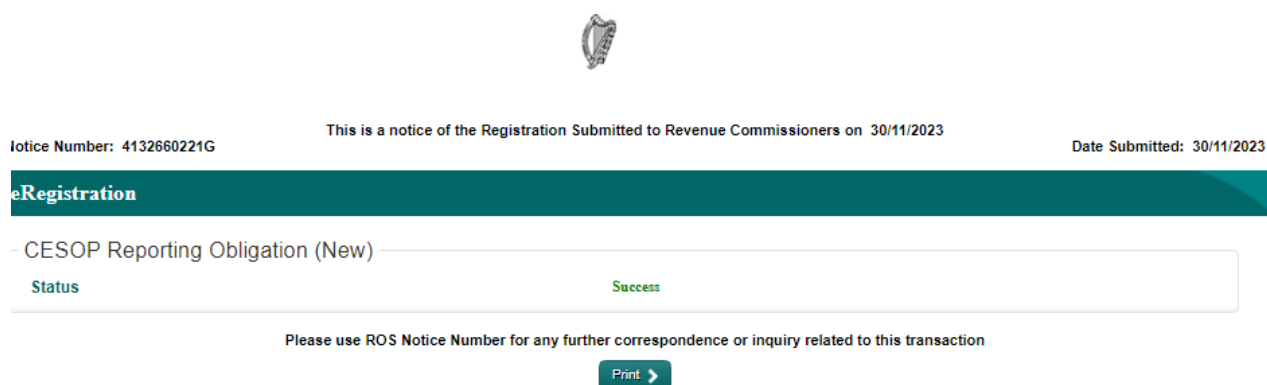 This is a notice of the Registration Submitted to Revenue Commissioners on 30/11/2023
Notice Number: 4132660221G
Date Submitted: 30/11/2023
eRegistration
CESOP Reporting Obligation (New)
Status Success
Please use ROS Notice Number for any further correspondence or inquiry related to this transaction
Print